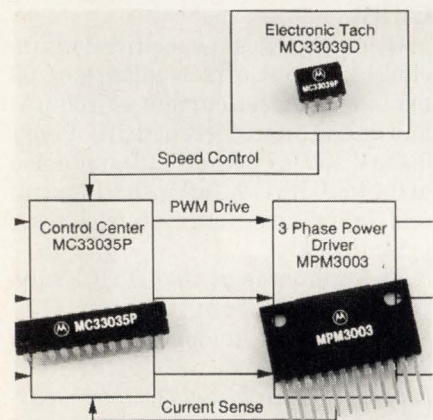 Electronic Tach
MC33039D
MC33039P
Speed Control
PWM Drive
Control Center
MC33035P
3 Phase Power
Driver
MPM3003
MC33035P
MPM3003
Current Sense